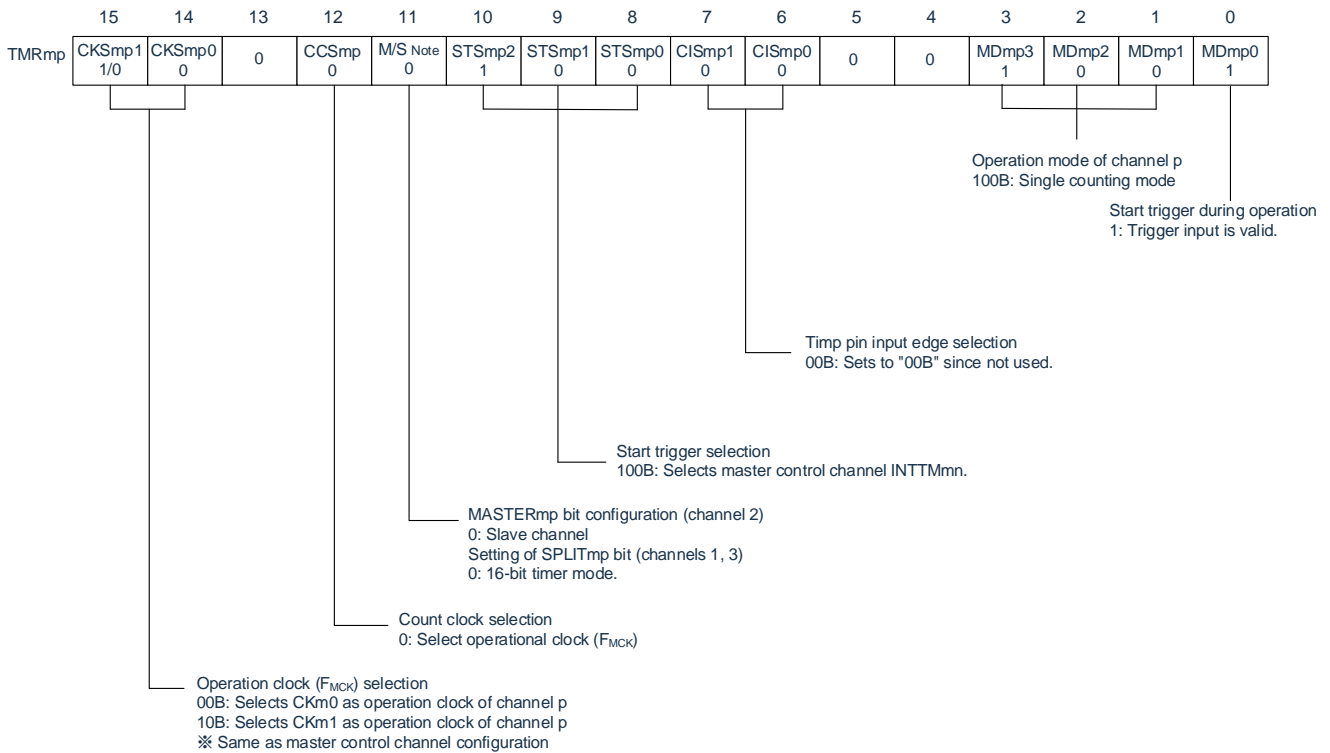 15 14 13 12 11 10 9 8 7 6 5 4 3 2 1 0
TMRmp CKSmp1 CKSmp0 0 CCSmp M/S Note STSmp2 STSmp1 STSmp0 CISmp1 CISmp0 0 0 MDmp3 MDmp2 MDmp1 MDmp0
1/0 0 0 0 1 0 0 0 0 1 0 0 1
Operation mode of channel p
100B: Single counting mode
Start trigger during operation
1: Trigger input is valid.
Timp pin input edge selection
00B: Sets to "00B" since not used.
Start trigger selection
100B: Selects master control channel INTTMmn.
MASTERmp bit configuration (channel 2)
0: Slave channel
Setting of SPLITmp bit (channels 1, 3)
0: 16-bit timer mode.
Count clock selection
0: Select operational clock (FMCK)
Operation clock (FMCK) selection
00B: Selects CKm0 as operation clock of channel p
10B: Selects CKm1 as operation clock of channel p
※ Same as master control channel configuration